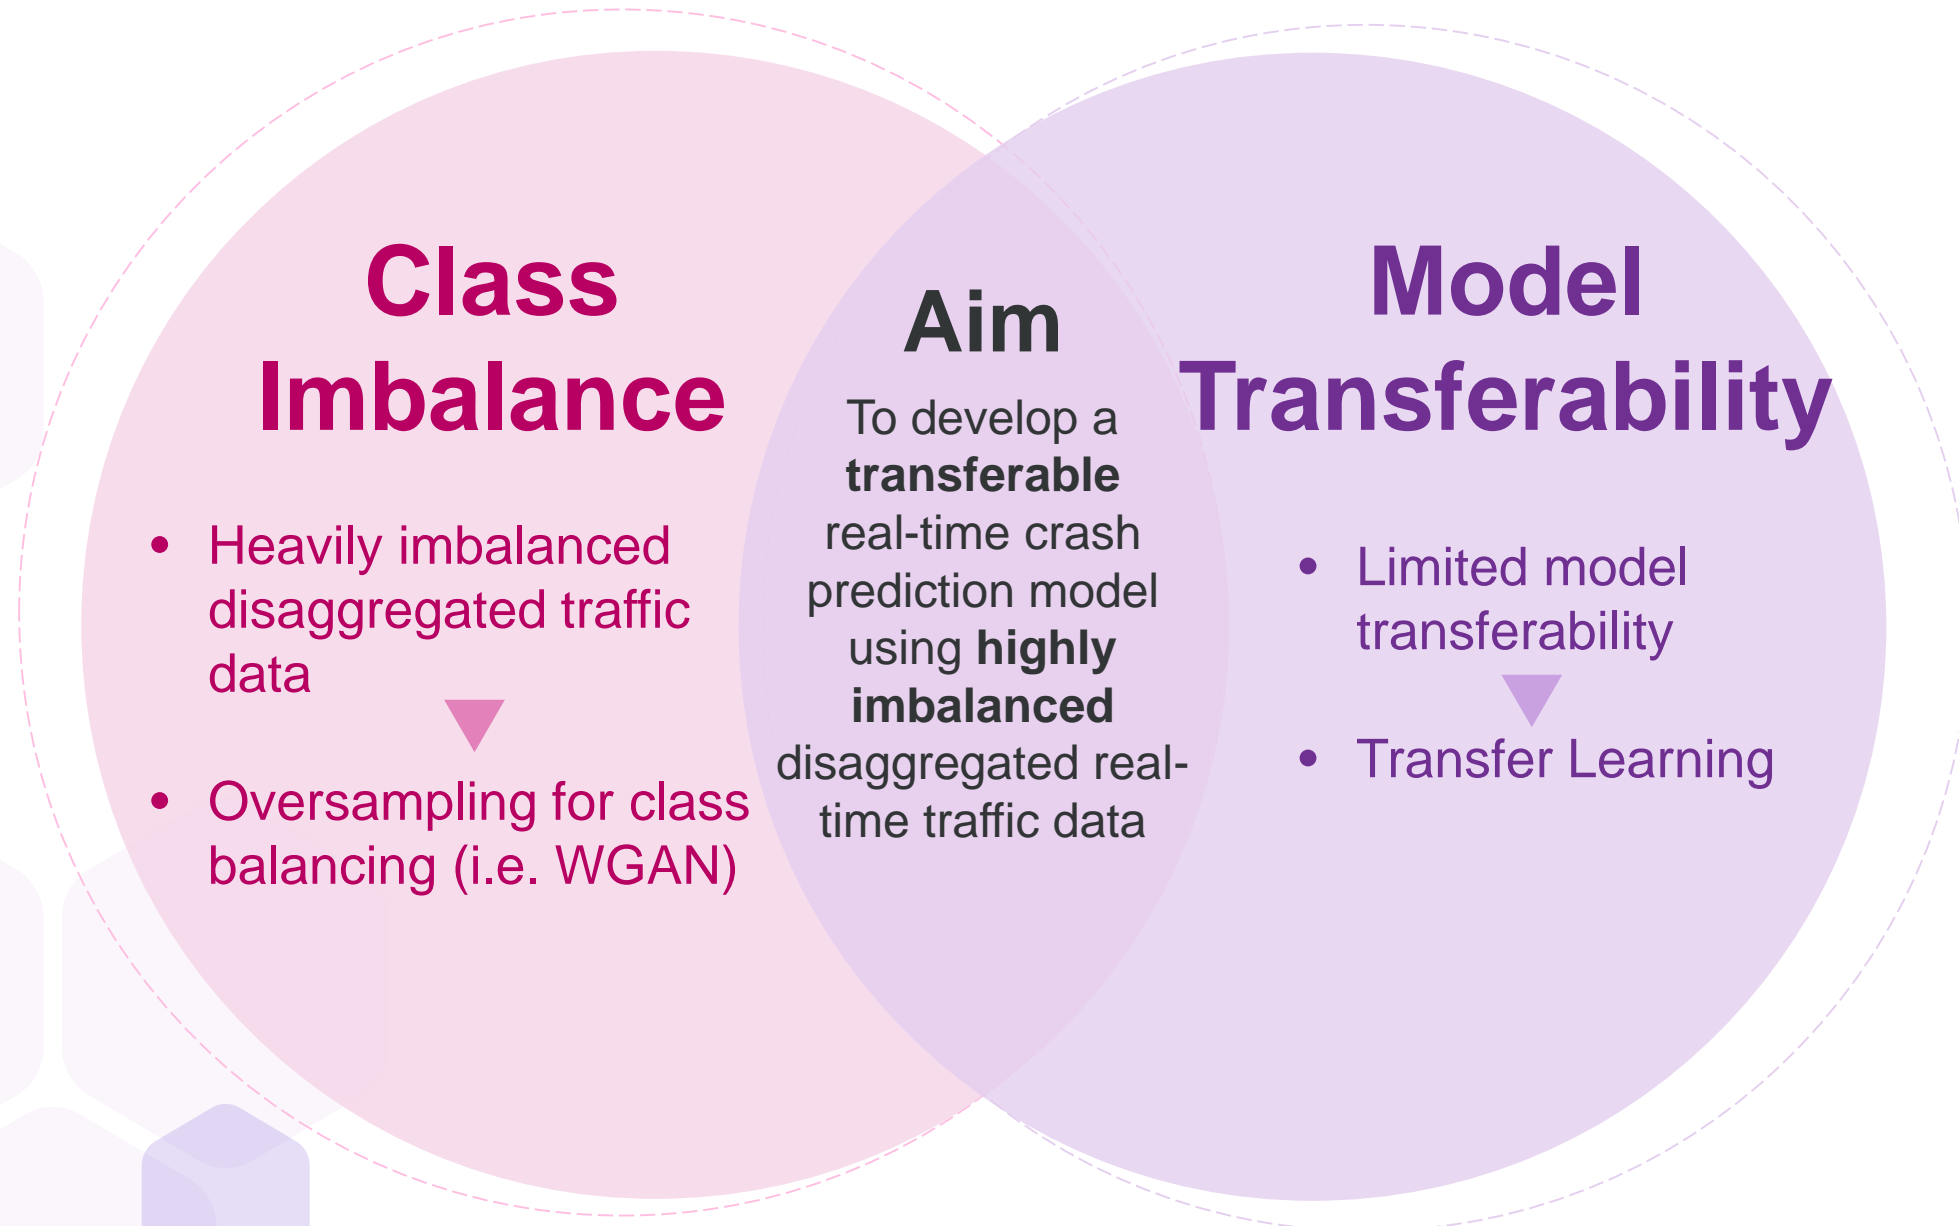 Class
Imbalance
• Heavily imbalanced
disaggregated traffic
data
• Oversampling for class
balancing (i.e. WGAN)
Aim
To develop a
transferable
real-time crash
prediction model
using highly
imbalanced
disaggregated real-
time traffic data
Model
Transferability
• Limited model
transferability
• Transfer Learning